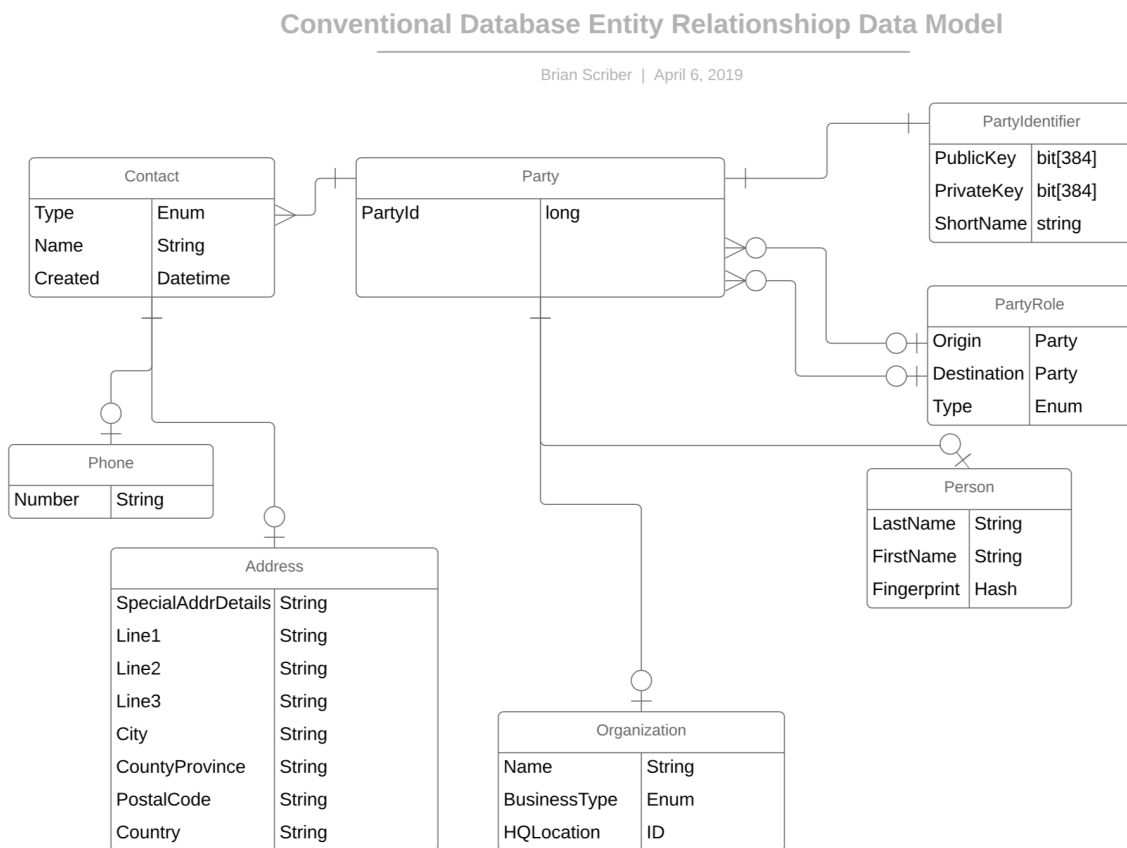 Conventional Database Entity Relationshiop Data Model
Brian Scriber | April 6, 2019
PartyIdentifier
PublicKey bit[384]
PrivateKey bit[384]
ShortName string
Contact
Type Enum
Name String
Created Datetime
Party
PartyId long
PartyRole
Origin Party
Destination Party
Type Enum
Phone
Number String
Person
LastName String
FirstName String
Fingerprint Hash
Address
SpecialAddrDetails String
Line1 String
Line2 String
Line3 String
City String
CountyProvince String
PostalCode String
Country String
Organization
Name String
BusinessType Enum
HQLocation ID